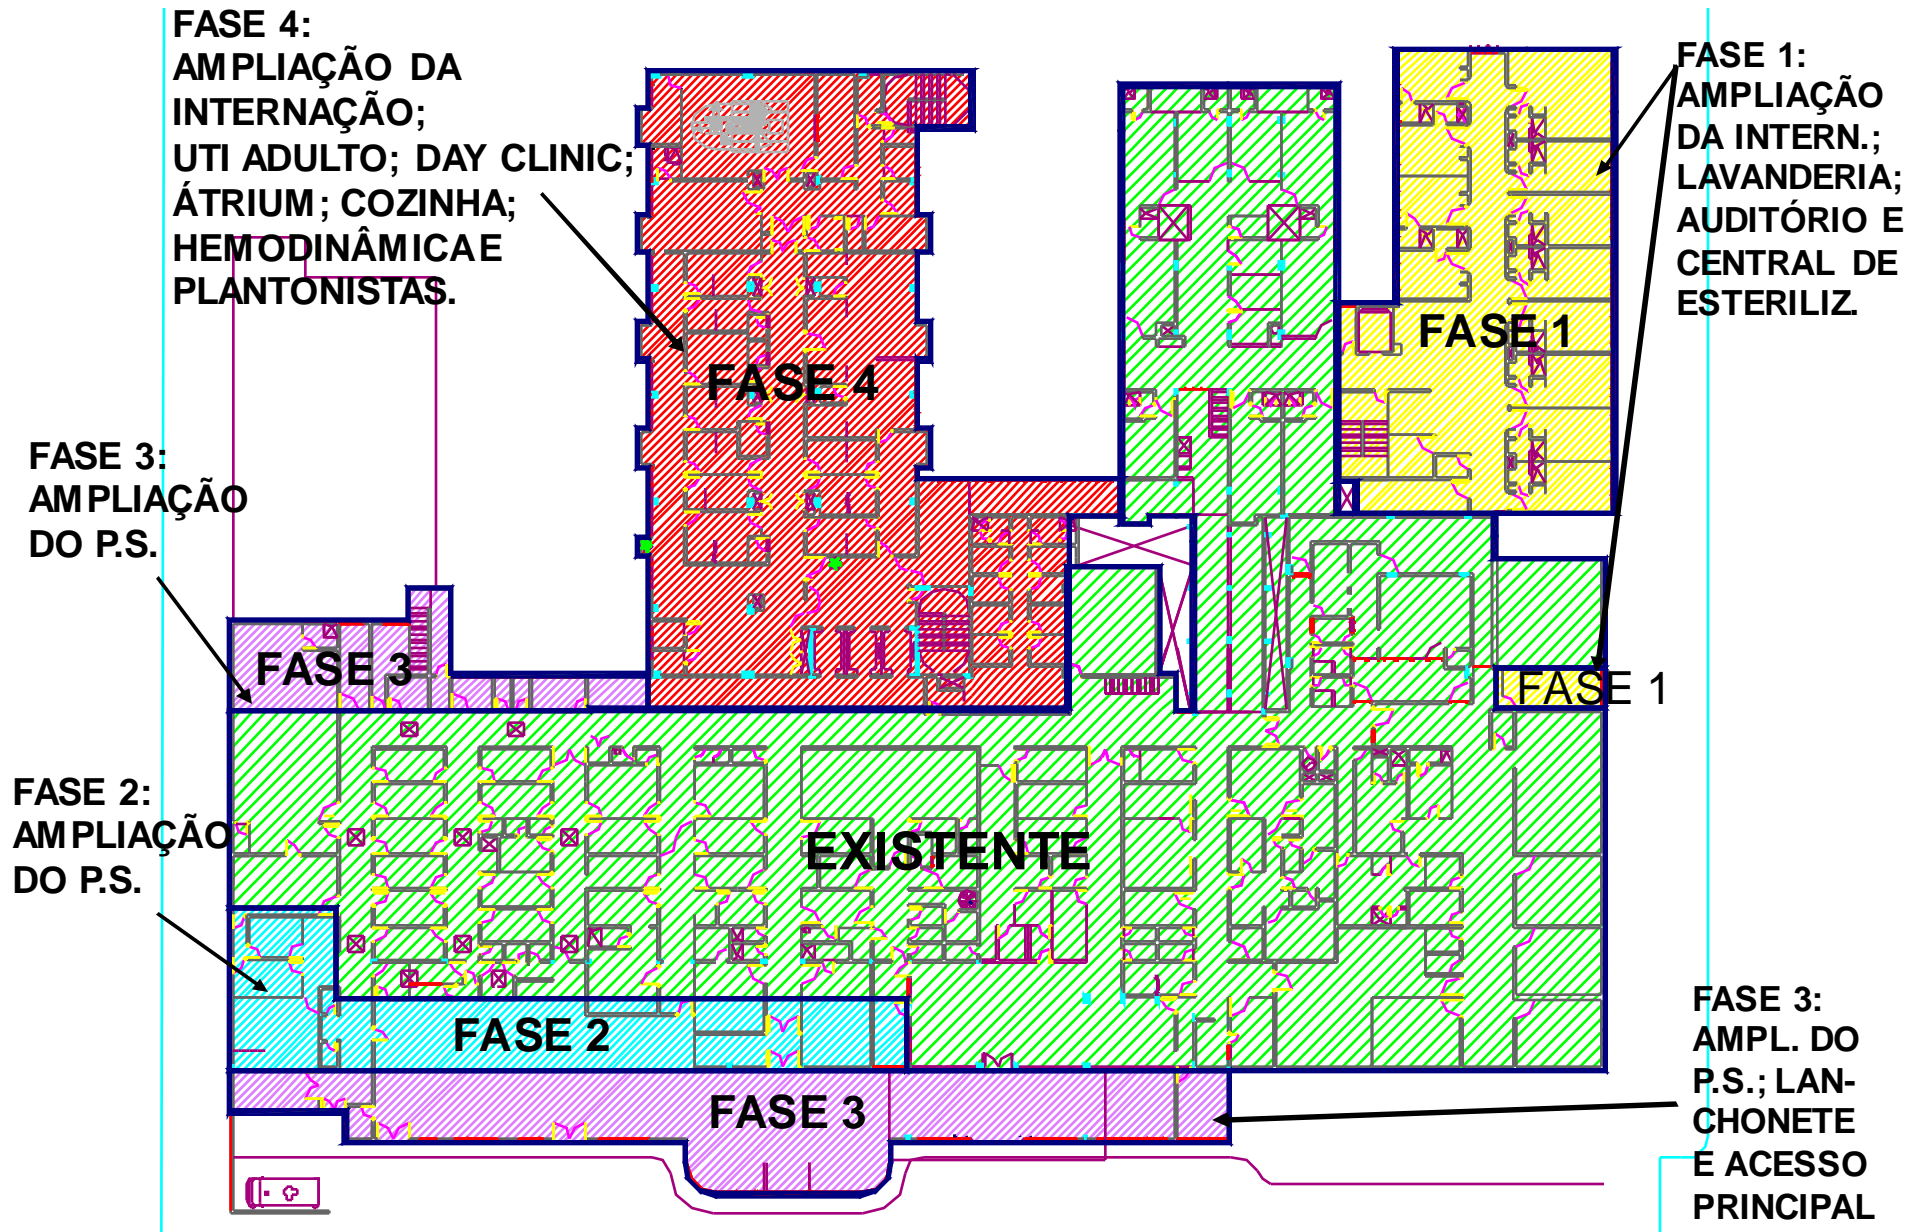 FASE 4:
AMPLIAÇÃO DA
INTERNAÇÃO;
UTI ADULTO; DAY CLINIC;
ÁTRIUM; COZINHA;
HEMODINÂMICA E
PLANTONISTAS.
FASE 1:
AMPLIAÇÃO
DA INTERN.;
LAVANDERIA;
AUDITÓRIO E
CENTRAL DE
ESTERILIZ.
FASE 1
FASE 4
FASE 3:
AMPLIAÇÃO
DO P.S.
FASE 3
FASE 1
FASE 2:
AMPLIAÇÃO
DO P.S.
EXISTENTE
FASE 2
FASE 3
FASE 3:
AMPL. DO
P.S.; LAN-
CHONETE
E ACESSO
PRINCIPAL